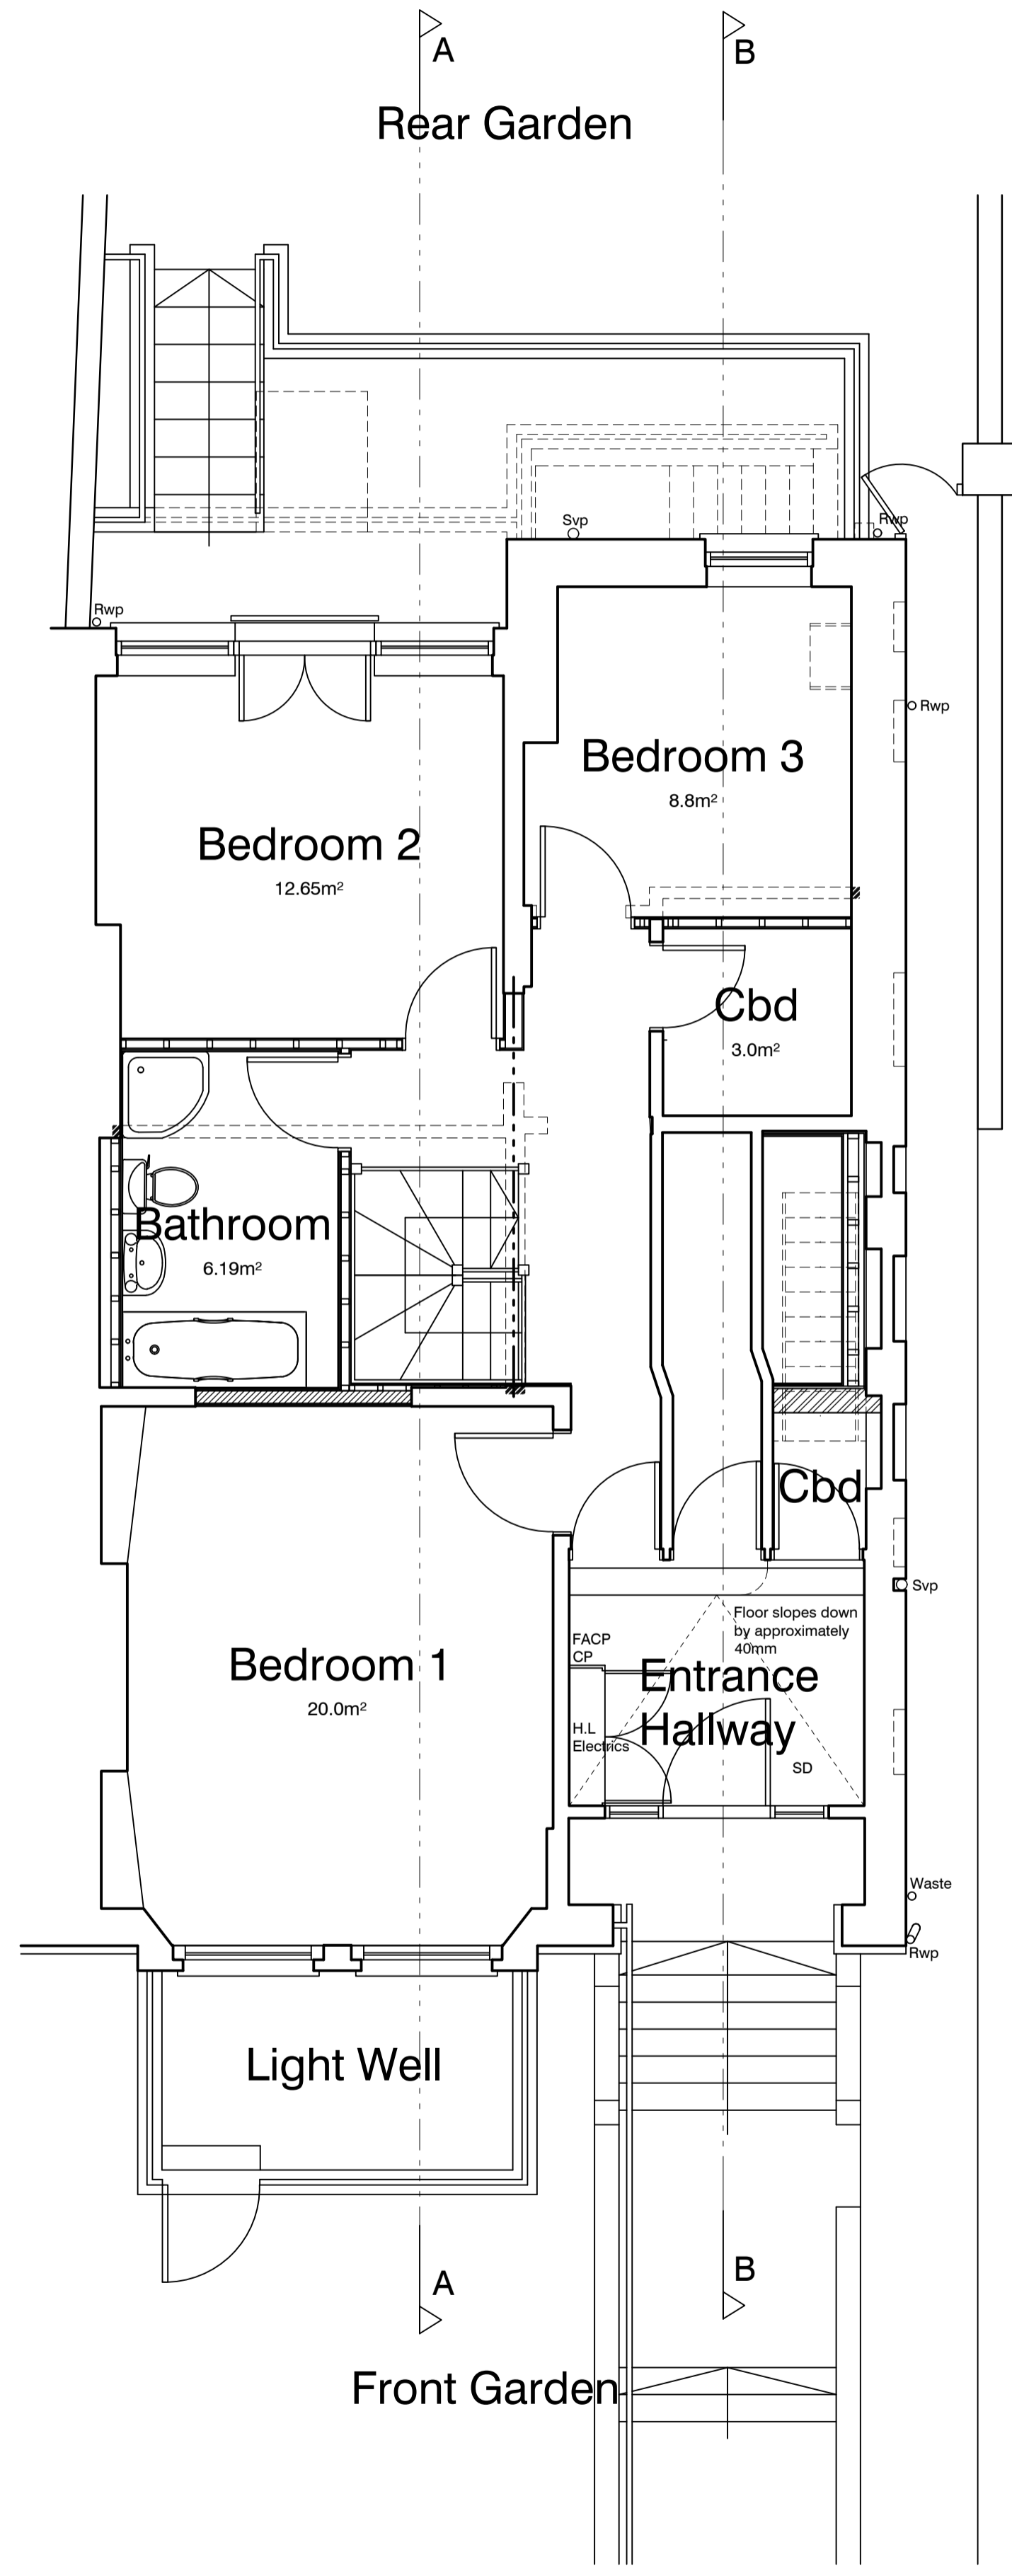 A
B
Rear Garden
Svp
Rwp
Rwp
Rwp
Bedroom 3
8.8m²
Bedroom 2
12.65m²
Cbd
3.0m²
Bathroom
6.19m²
Cbd
Svp
Floor slopes down
by approximately
40mm
FACP
CP
Entrance
Hallway
Bedroom 1
20.0m²
H.L
Electrics
SD
Waste
Rwp
Light Well
A
B
Front Garden